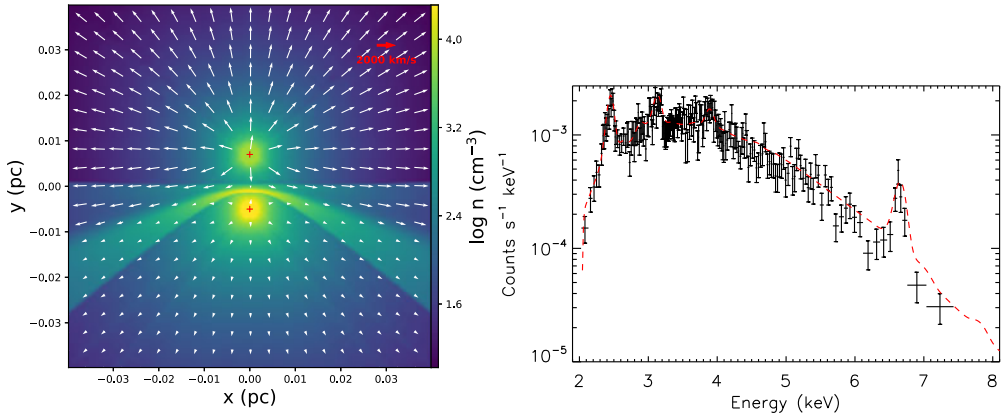 0.03
0.02
0.01
0.00
−0.01
−0.02
−0.03
y (pc)
−0.03 −0.02 −0.01 0.00 0.01 0.02 0.03
x (pc)
2000 km/s
4.0
3.2
2.4
1.6
log n (cm⁻³)
10⁻³
10⁻⁴
10⁻⁵
Counts s⁻¹ keV⁻¹
2 3 4 5 6 7 8
Energy (keV)